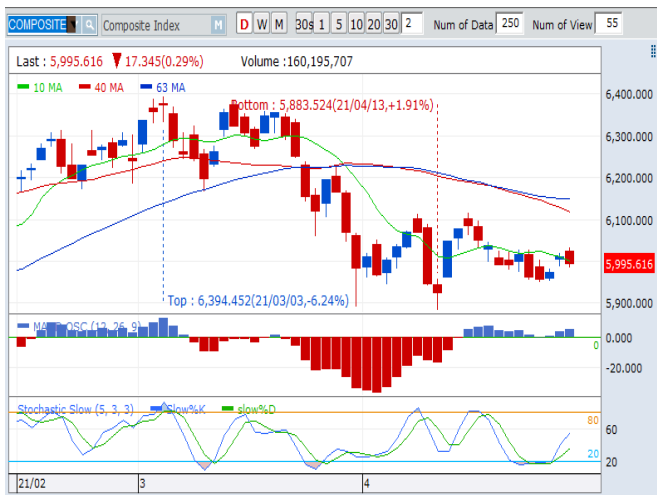 COMPOSITE Composite Index M D W M 30s 1 5 10 20 30 2 Num of Data 250 Num of View 55
Last : 5,995.616 ▼ 17.345(0.29%) Volume :160,195,707
10 MA 40 MA 63 MA
Bottom : 5,883.524(21/04/13,+1.91%)
6,400.000
6,300.000
6,200.000
6,100.000
5,995.616
5,900.000
Top : 6,394.452(21/03/03,-6.24%)
MACD OSC (12, 26, 9)
0.000
0
-20.000
Stochastic Slow (5, 3, 3) Slow%K slow%D
80
60
20
20
21/02 3 4